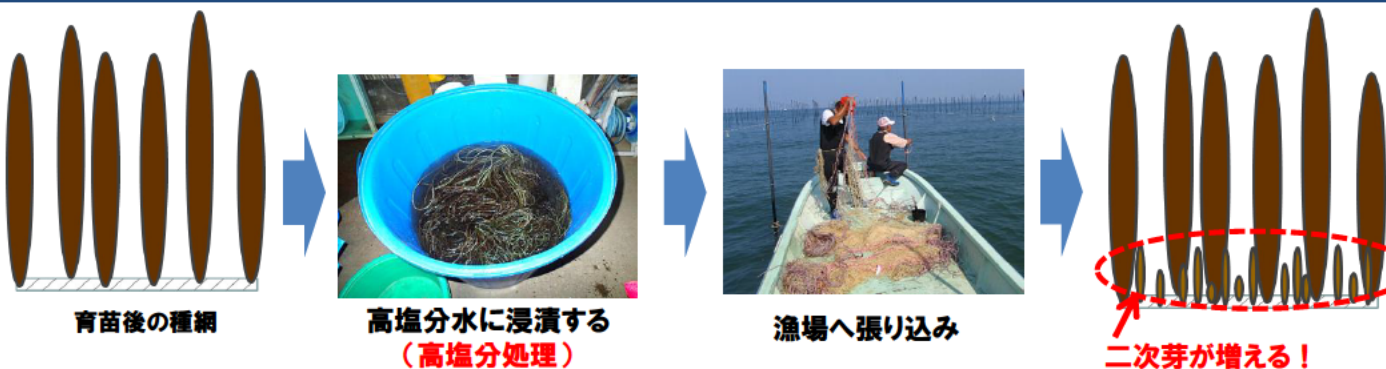 育苗後の種網
高塩分水に浸漬する
（高塩分処理）
漁場へ張り込み
二次芽が増える！